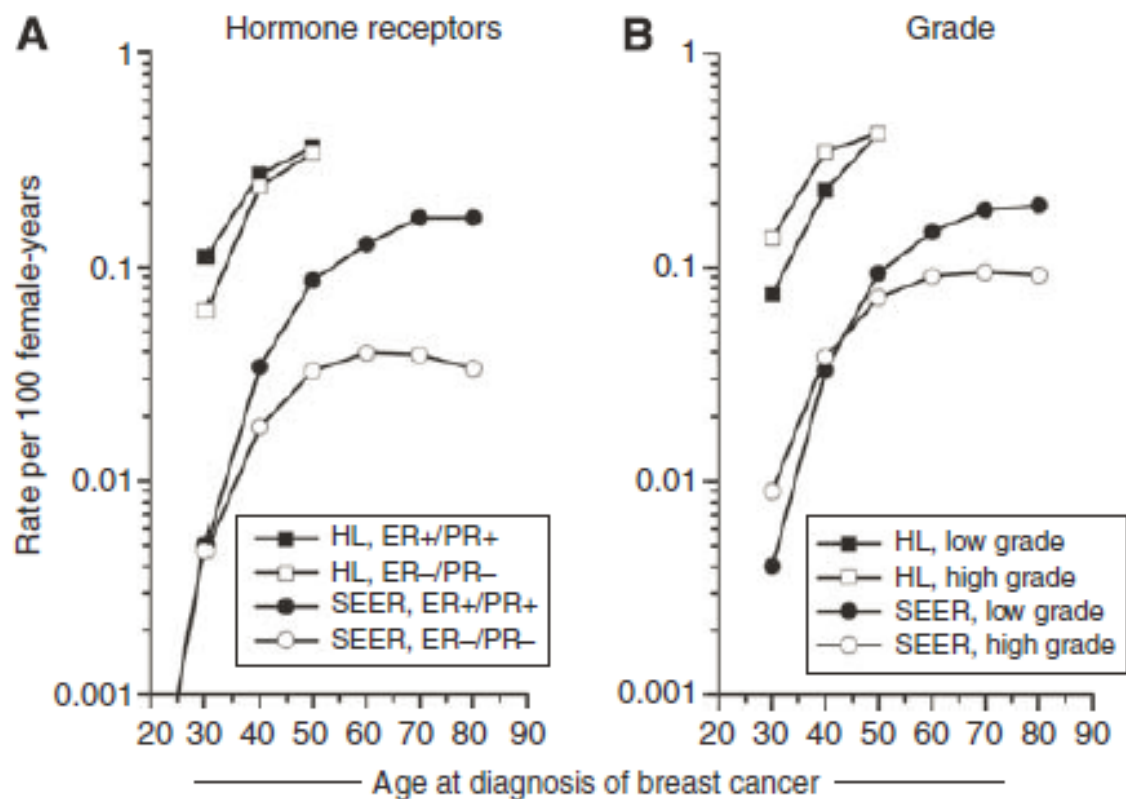 A Hormone receptors
1
0.1
0.01
0.001
20 30 40 50 60 70 80 90
HL, ER+/PR+
HL, ER–/PR–
SEER, ER+/PR+
SEER, ER–/PR–
B Grade
1
0.1
0.01
0.001
20 30 40 50 60 70 80 90
HL, low grade
HL, high grade
SEER, low grade
SEER, high grade
Rate per 100 female-years
Age at diagnosis of breast cancer